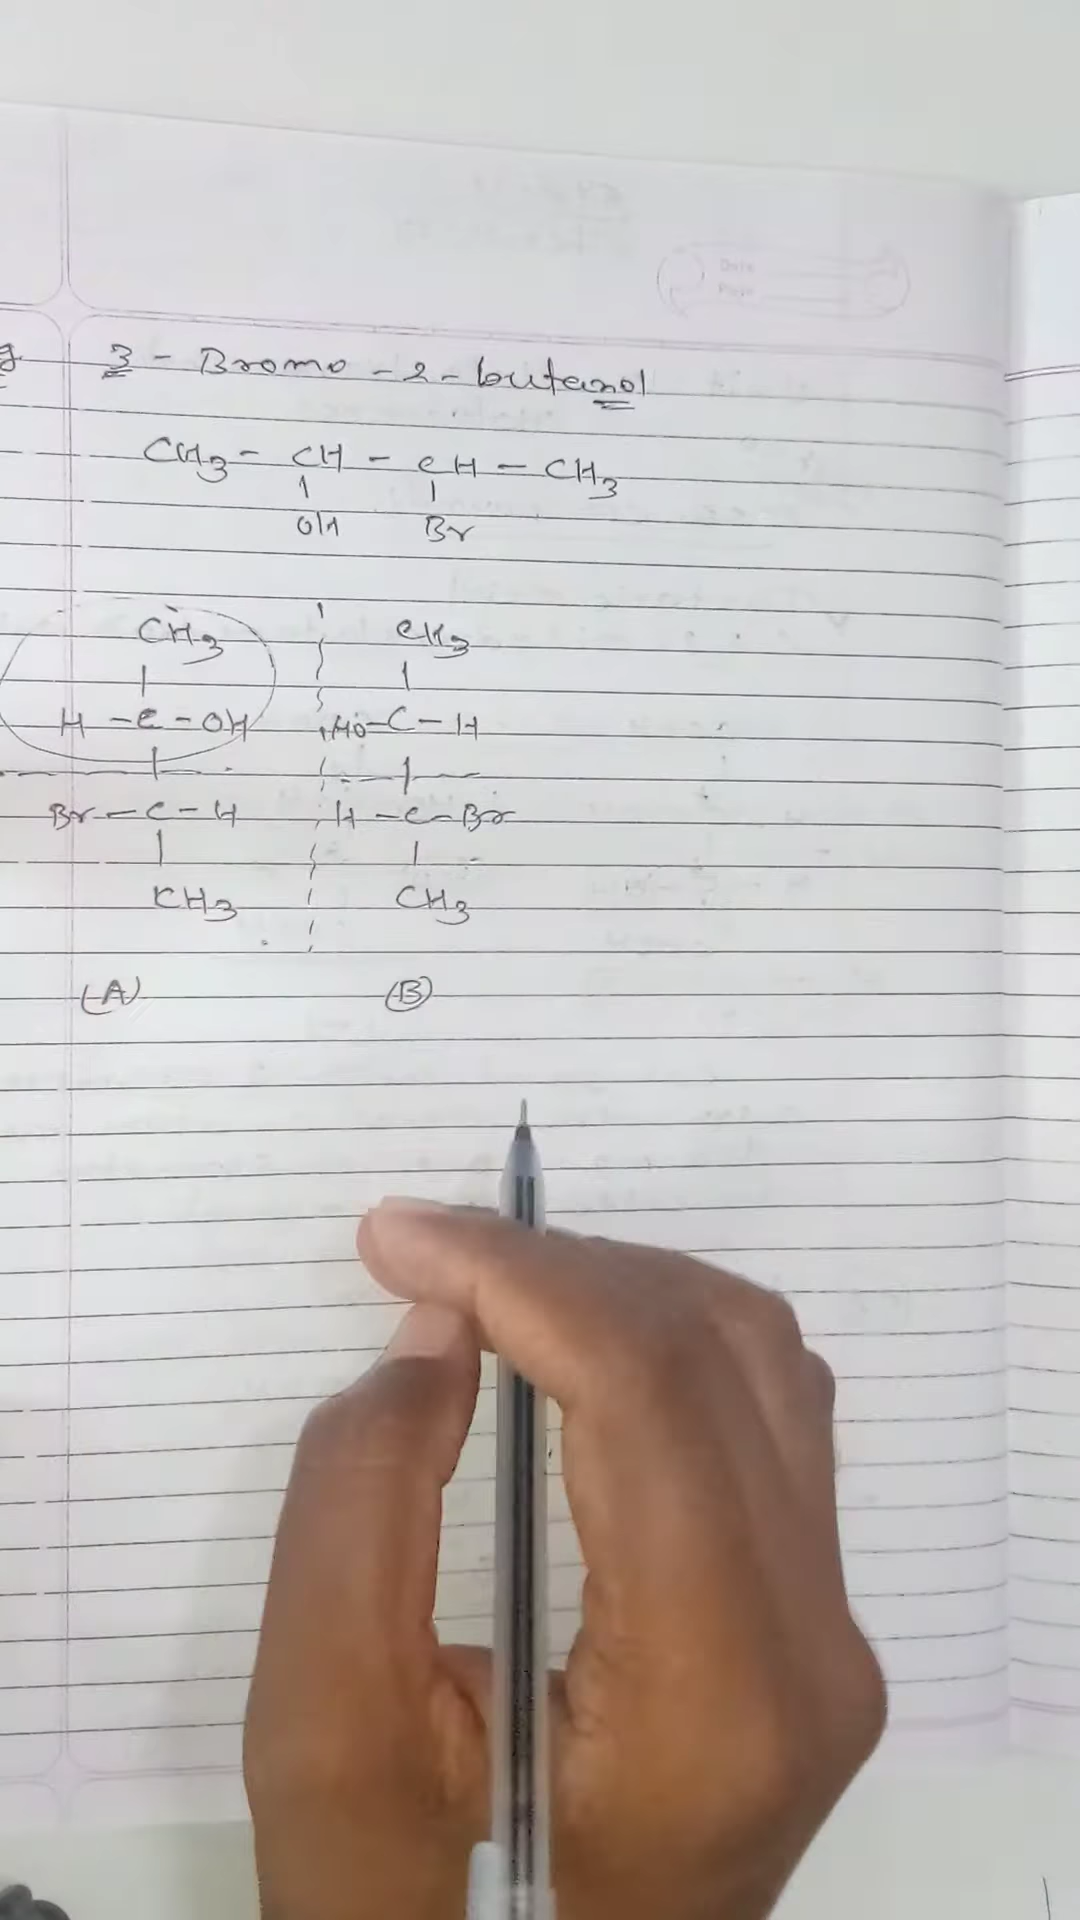 3 - Bromo - 2 - butanol
CH3 - CH - CH - CH3
OH Br
CH3 CH3
H - C - OH HO - C - H
Br - C - H H - C - Br
CH3 CH3
(A) (B)